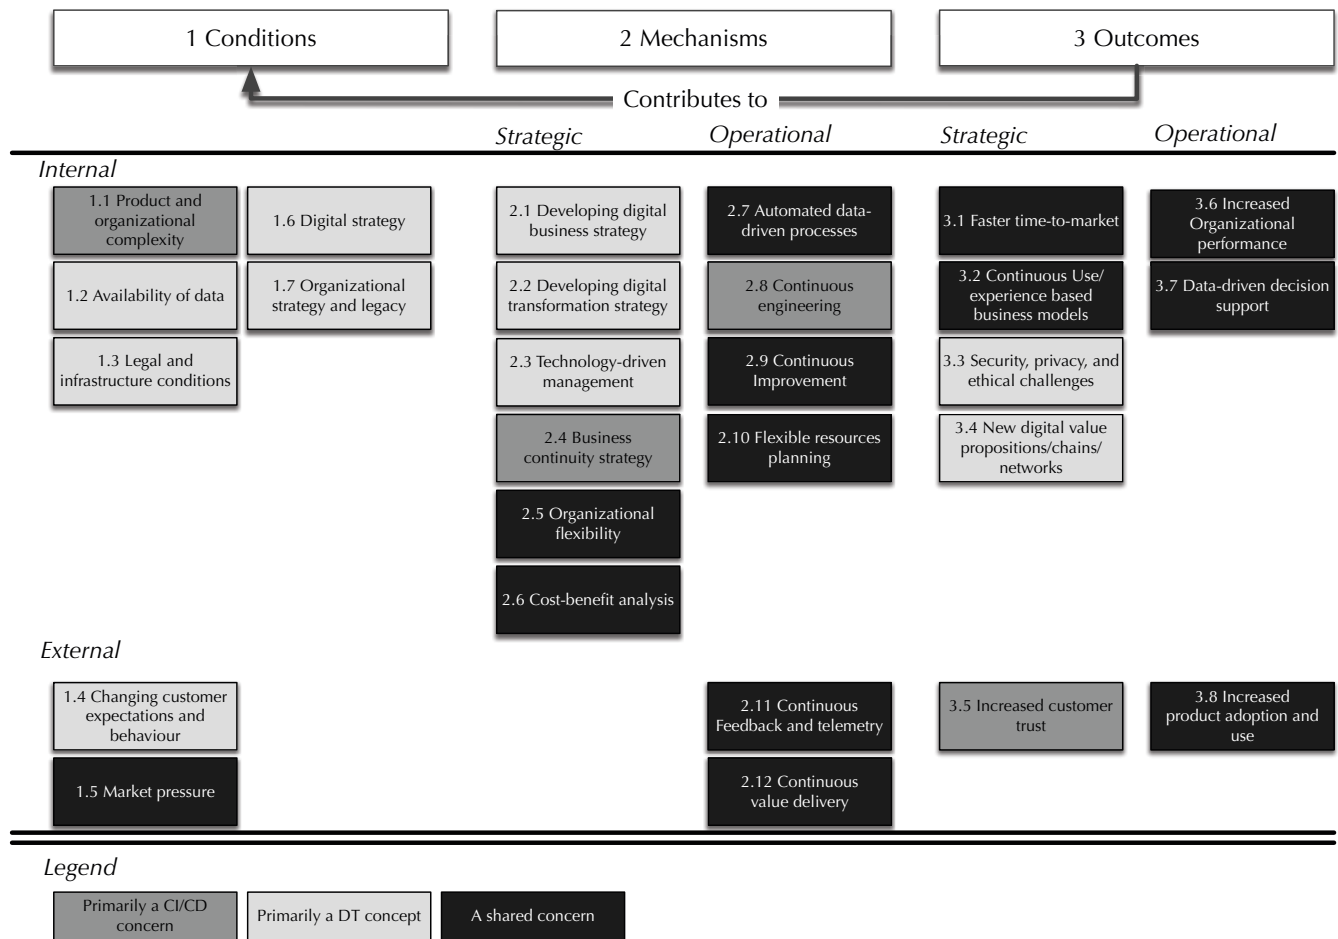 1 Conditions
2 Mechanisms
3 Outcomes
Contributes to
Strategic
Operational
Strategic
Operational
Internal
1.1 Product and
organizational
complexity
1.6 Digital strategy
2.1 Developing digital
business strategy
2.7 Automated data-
driven processes
3.1 Faster time-to-market
3.6 Increased
Organizational
performance
1.2 Availability of data
1.7 Organizational
strategy and legacy
2.2 Developing digital
transformation strategy
2.8 Continuous
engineering
3.2 Continuous Use/
experience based
business models
3.7 Data-driven decision
support
1.3 Legal and
infrastructure conditions
2.3 Technology-driven
management
2.9 Continuous
Improvement
3.3 Security, privacy, and
ethical challenges
2.4 Business
continuity strategy
2.10 Flexible resources
planning
3.4 New digital value
propositions/chains/
networks
2.5 Organizational
flexibility
2.6 Cost-benefit analysis
External
1.4 Changing customer
expectations and
behaviour
2.11 Continuous
Feedback and telemetry
3.5 Increased customer
trust
3.8 Increased
product adoption and
use
1.5 Market pressure
2.12 Continuous
value delivery
Legend
Primarily a CI/CD
concern
Primarily a DT concept
A shared concern